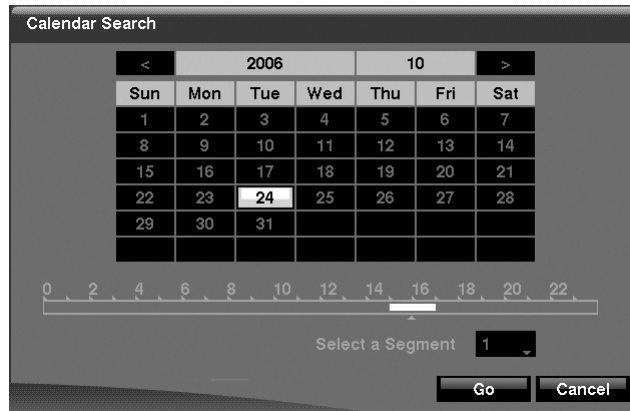 Calendar Search
< 2006 10 >
Sun Mon Tue Wed Thu Fri Sat
1 2 3 4 5 6 7
8 9 10 11 12 13 14
15 16 17 18 19 20 21
22 23 24 25 26 27 28
29 30 31
0 2 4 6 8 10 12 14 16 18 20 22
Select a Segment 1
Go Cancel